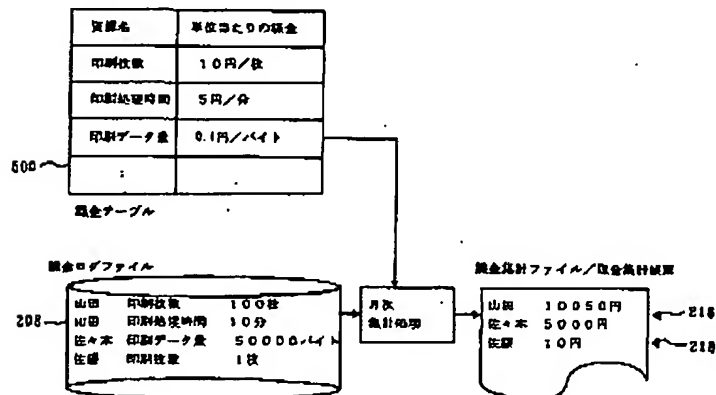 資源名 単位当たりの課金
印刷枚数 10円/枚
印刷処理時間 5円/分
印刷データ量 0.1円/バイト
:
500
課金テーブル
課金ログファイル
山田 印刷枚数 100枚
山田 印刷処理時間 10分
佐々木 印刷データ量 50000バイト
佐藤 印刷枚数 1枚
208
月次
集計処理
課金集計ファイル/課金集計結果
山田 10050円
佐々木 5000円
佐藤 10円
216
218